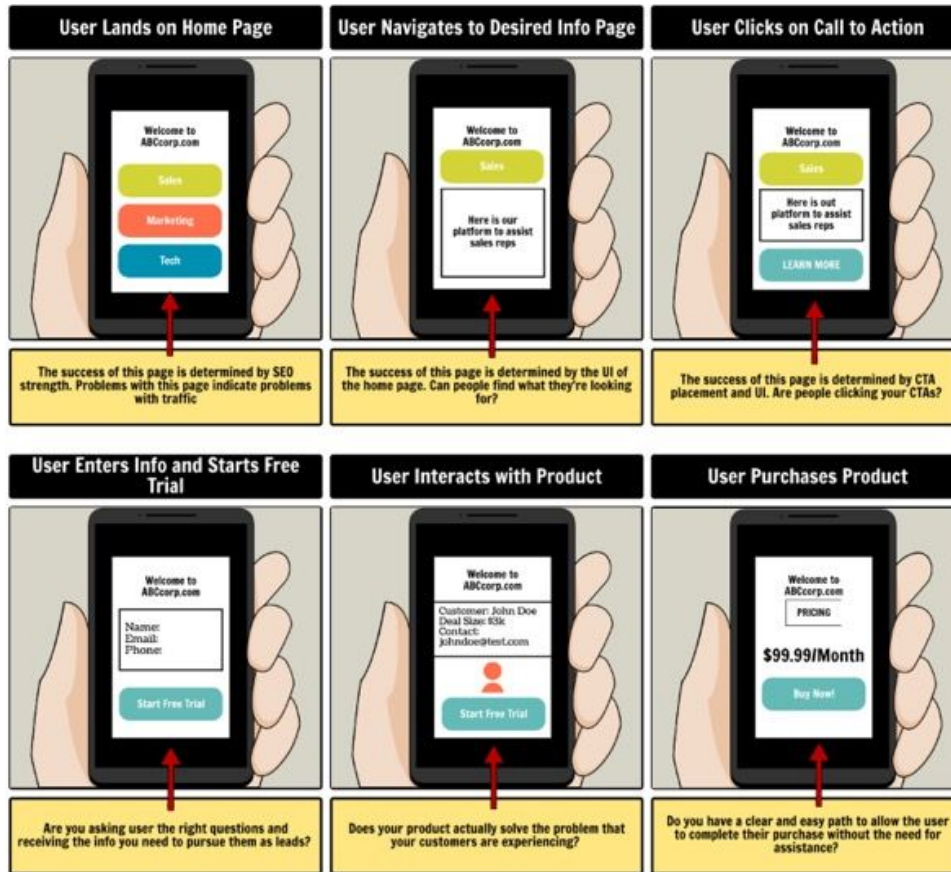 User Lands on Home Page
User Navigates to Desired Info Page
User Clicks on Call to Action
Welcome to
ABCcorp.com
Sales
Marketing
Tech
Welcome to
ABCcorp.com
Sales
Here is our
platform to assist
sales reps
Welcome to
ABCcorp.com
Sales
Here is out
platform to assist
sales reps
LEARN MORE
The success of this page is determined by SEO
strength. Problems with this page indicate problems
with traffic
The success of this page is determined by the UI of
the home page. Can people find what they're looking
for?
The success of this page is determined by CTA
placement and UI. Are people clicking your CTAs?
User Enters Info and Starts Free
Trial
User Interacts with Product
User Purchases Product
Welcome to
ABCcorp.com
Name:
Email:
Phone:
Start Free Trial
Welcome to
ABCcorp.com
Customer: John Doe
Deal Size: $3k
Contact:
johndoe@test.com
Start Free Trial
Welcome to
ABCcorp.com
PRICING
$99.99/Month
Buy Now!
Are you asking user the right questions and
receiving the info you need to pursue them as leads?
Does your product actually solve the problem that
your customers are experiencing?
Do you have a clear and easy path to allow the user
to complete their purchase without the need for
assistance?